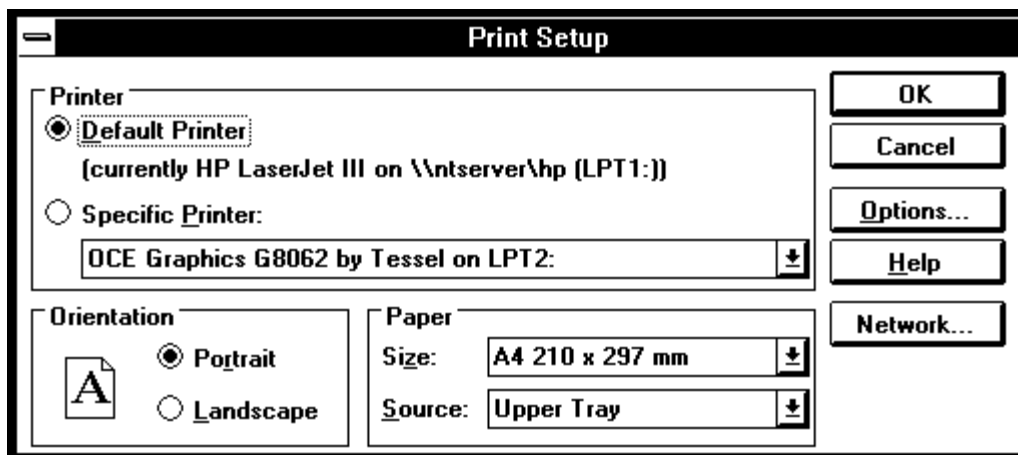 Print Setup
Printer
Default Printer
(currently HP LaserJet III on \\ntserver\hp (LPT1:))
Specific Printer:
OCE Graphics G8062 by Tessel on LPT2:
OK
Cancel
Options...
Help
Network...
Orientation
A
Portrait
Landscape
Paper
Size:
A4 210 x 297 mm
Source:
Upper Tray